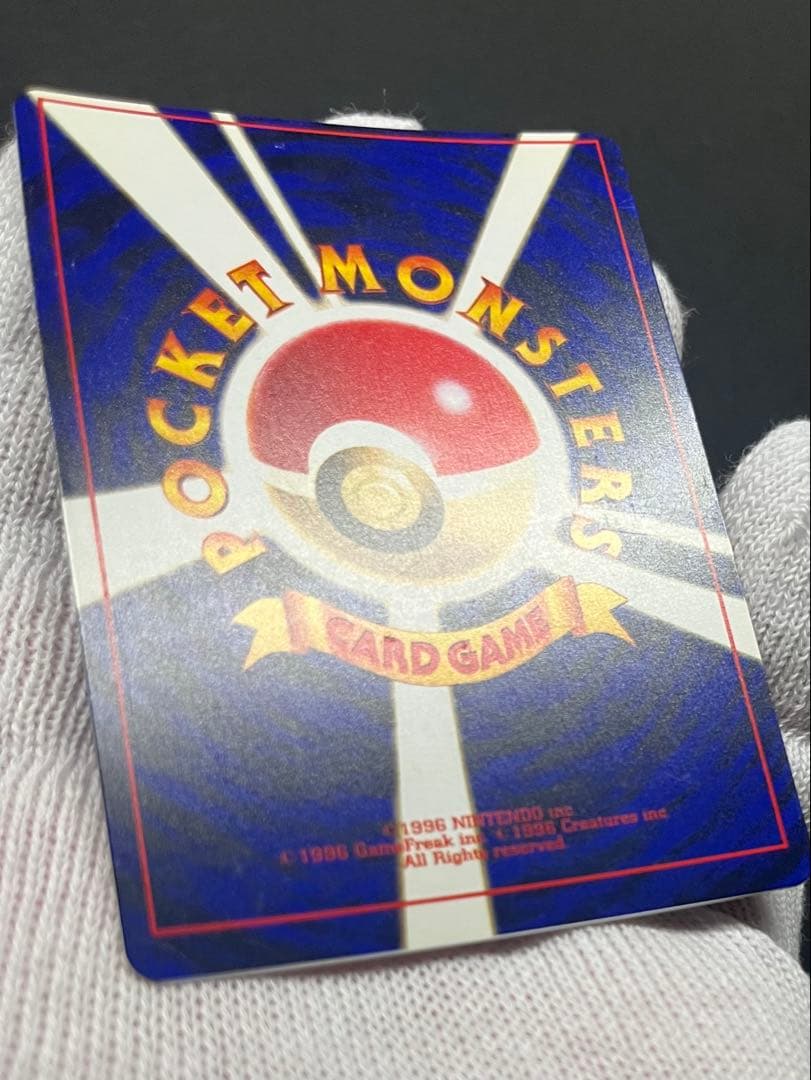 POCKET MONSTERS
CARD GAME
©1996 NINTENDO inc
©1996 GameFreak inc ©1996 Creatures inc
All Rights reserved